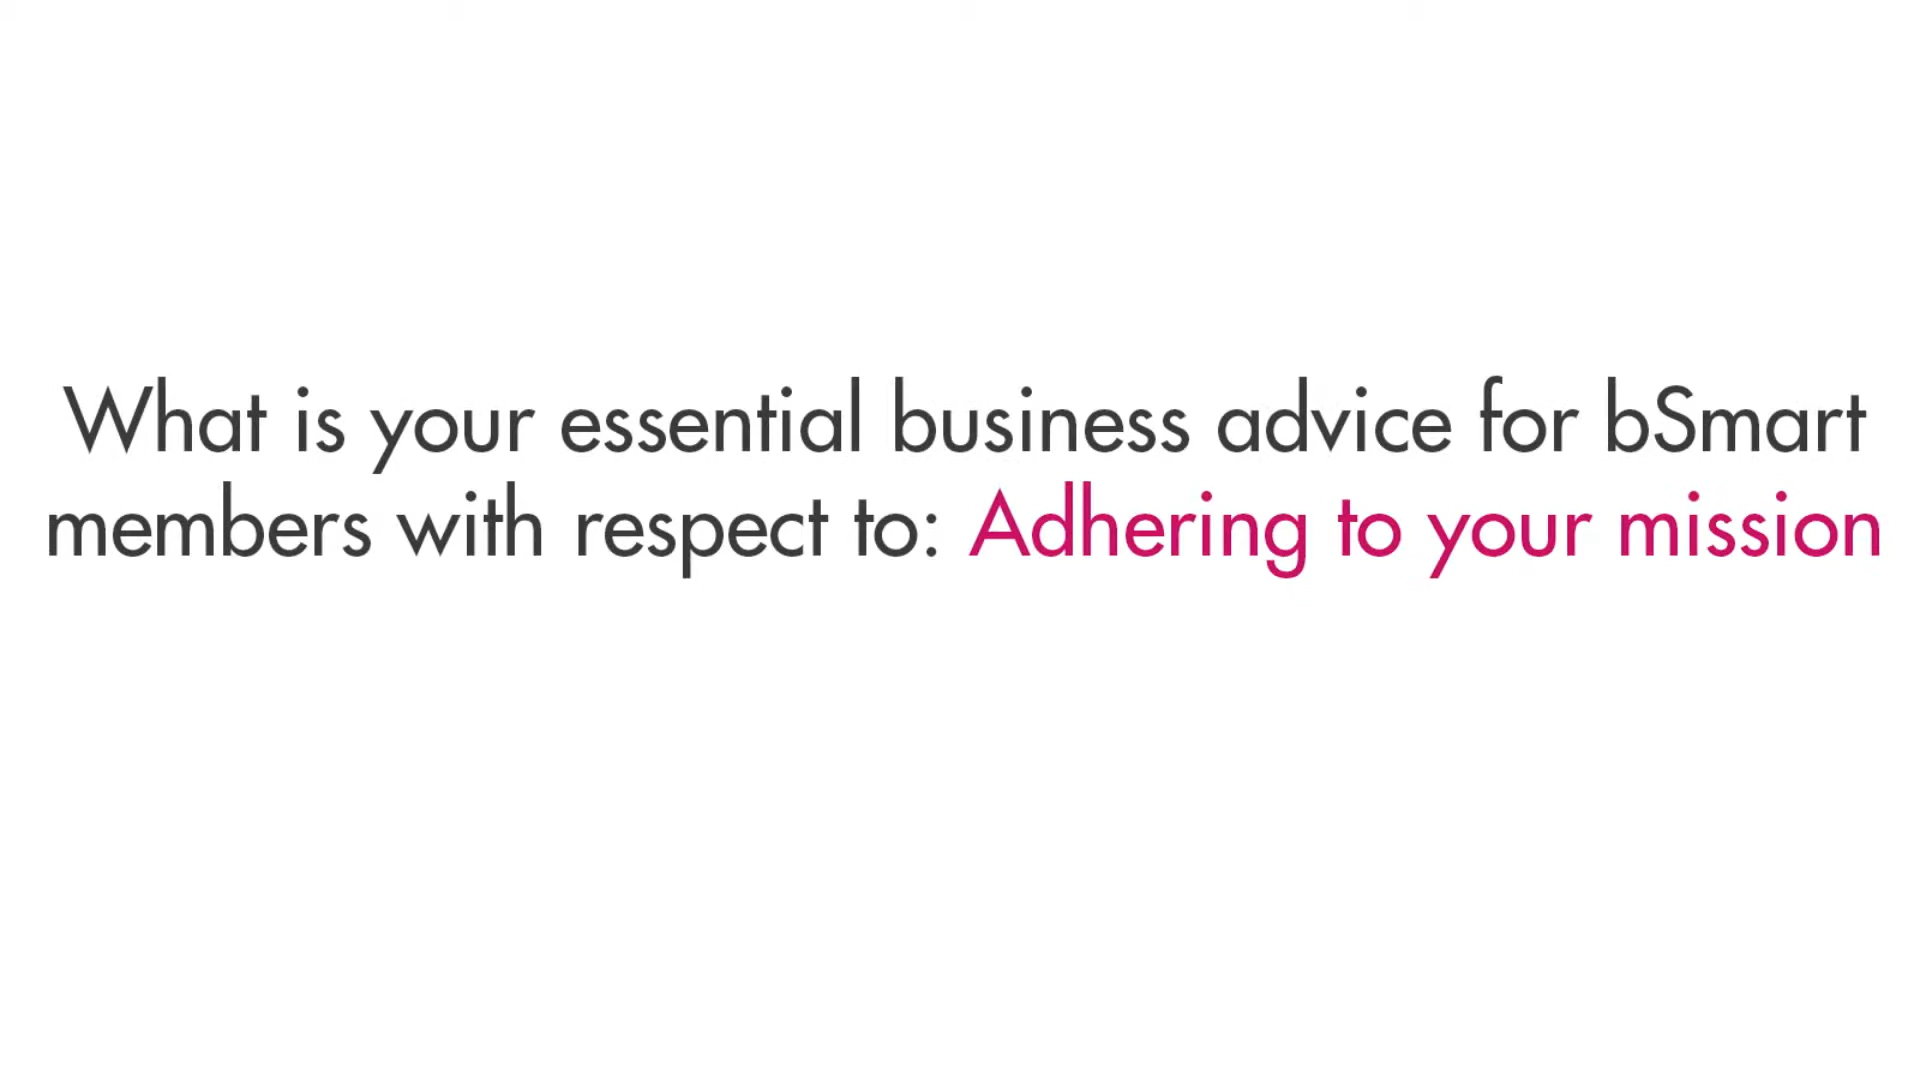 What is your essential business advice for bSmart
members with respect to: Adhering to your mission